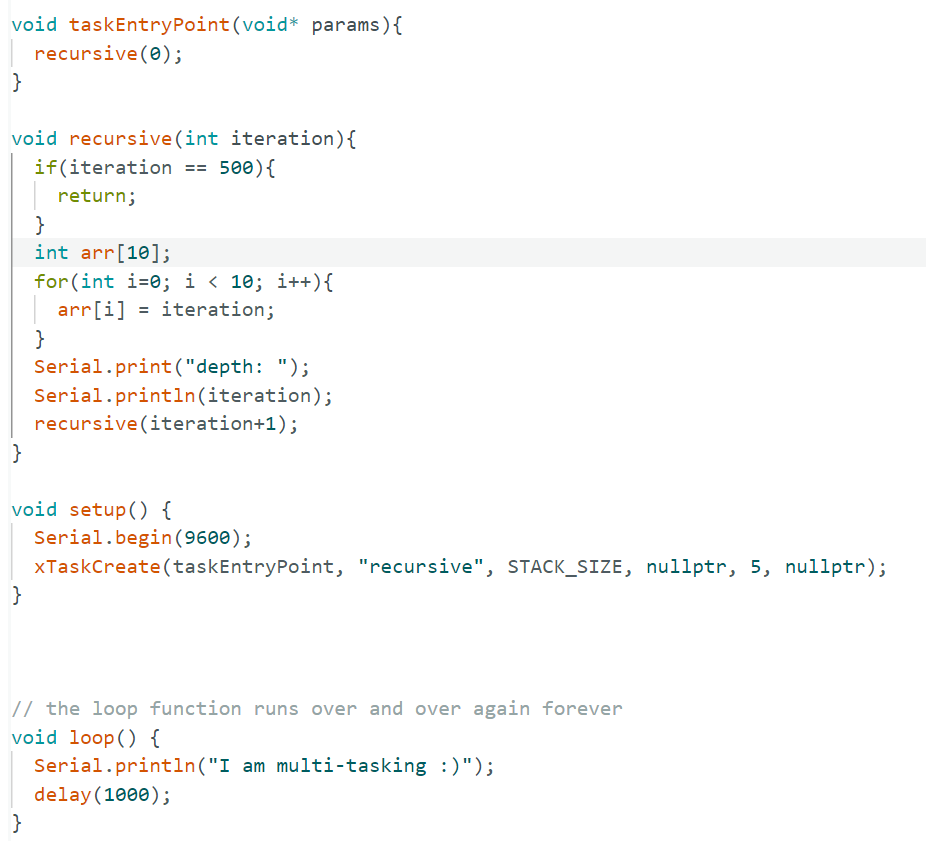 void taskEntryPoint(void* params){
  recursive(0);
}

void recursive(int iteration){
  if(iteration == 500){
    return;
  }
  int arr[10];
  for(int i=0; i < 10; i++){
    arr[i] = iteration;
  }
  Serial.print("depth: ");
  Serial.println(iteration);
  recursive(iteration+1);
}

void setup() {
  Serial.begin(9600);
  xTaskCreate(taskEntryPoint, "recursive", STACK_SIZE, nullptr, 5, nullptr);
}

// the loop function runs over and over again forever
void loop() {
  Serial.println("I am multi-tasking :)");
  delay(1000);
}